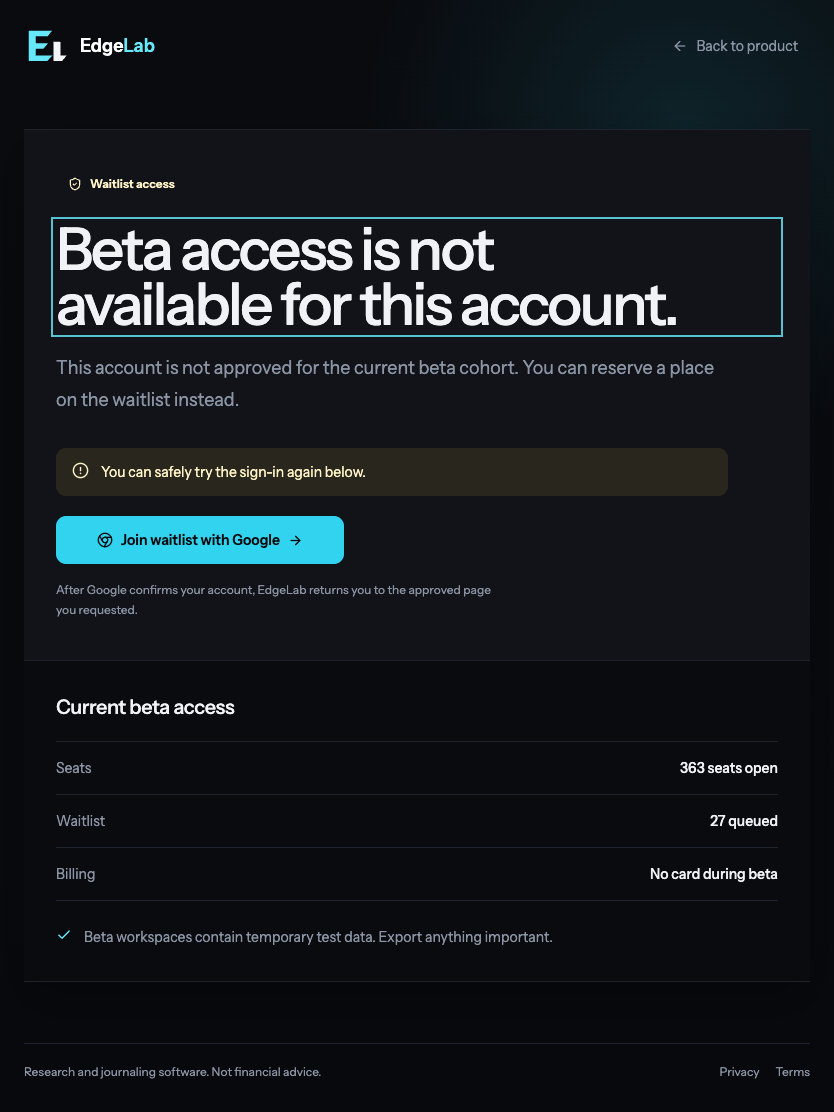 EL EdgeLab
Back to product
Waitlist access
Beta access is not
available for this account.
This account is not approved for the current beta cohort. You can reserve a place
on the waitlist instead.
You can safely try the sign-in again below.
Join waitlist with Google
After Google confirms your account, EdgeLab returns you to the approved page
you requested.
Current beta access
Seats 363 seats open
Waitlist 27 queued
Billing No card during beta
Beta workspaces contain temporary test data. Export anything important.
Research and journaling software. Not financial advice. Privacy Terms